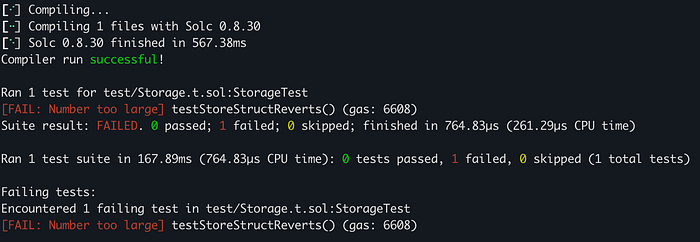 [⠊] Compiling...
[⠒] Compiling 1 files with Solc 0.8.30
[⠊] Solc 0.8.30 finished in 567.38ms
Compiler run successful!
Ran 1 test for test/Storage.t.sol:StorageTest
[FAIL: Number too large] testStoreStructReverts() (gas: 6608)
Suite result: FAILED. 0 passed; 1 failed; 0 skipped; finished in 764.83µs (261.29µs CPU time)
Ran 1 test suite in 167.89ms (764.83µs CPU time): 0 tests passed, 1 failed, 0 skipped (1 total tests)
Failing tests:
Encountered 1 failing test in test/Storage.t.sol:StorageTest
[FAIL: Number too large] testStoreStructReverts() (gas: 6608)